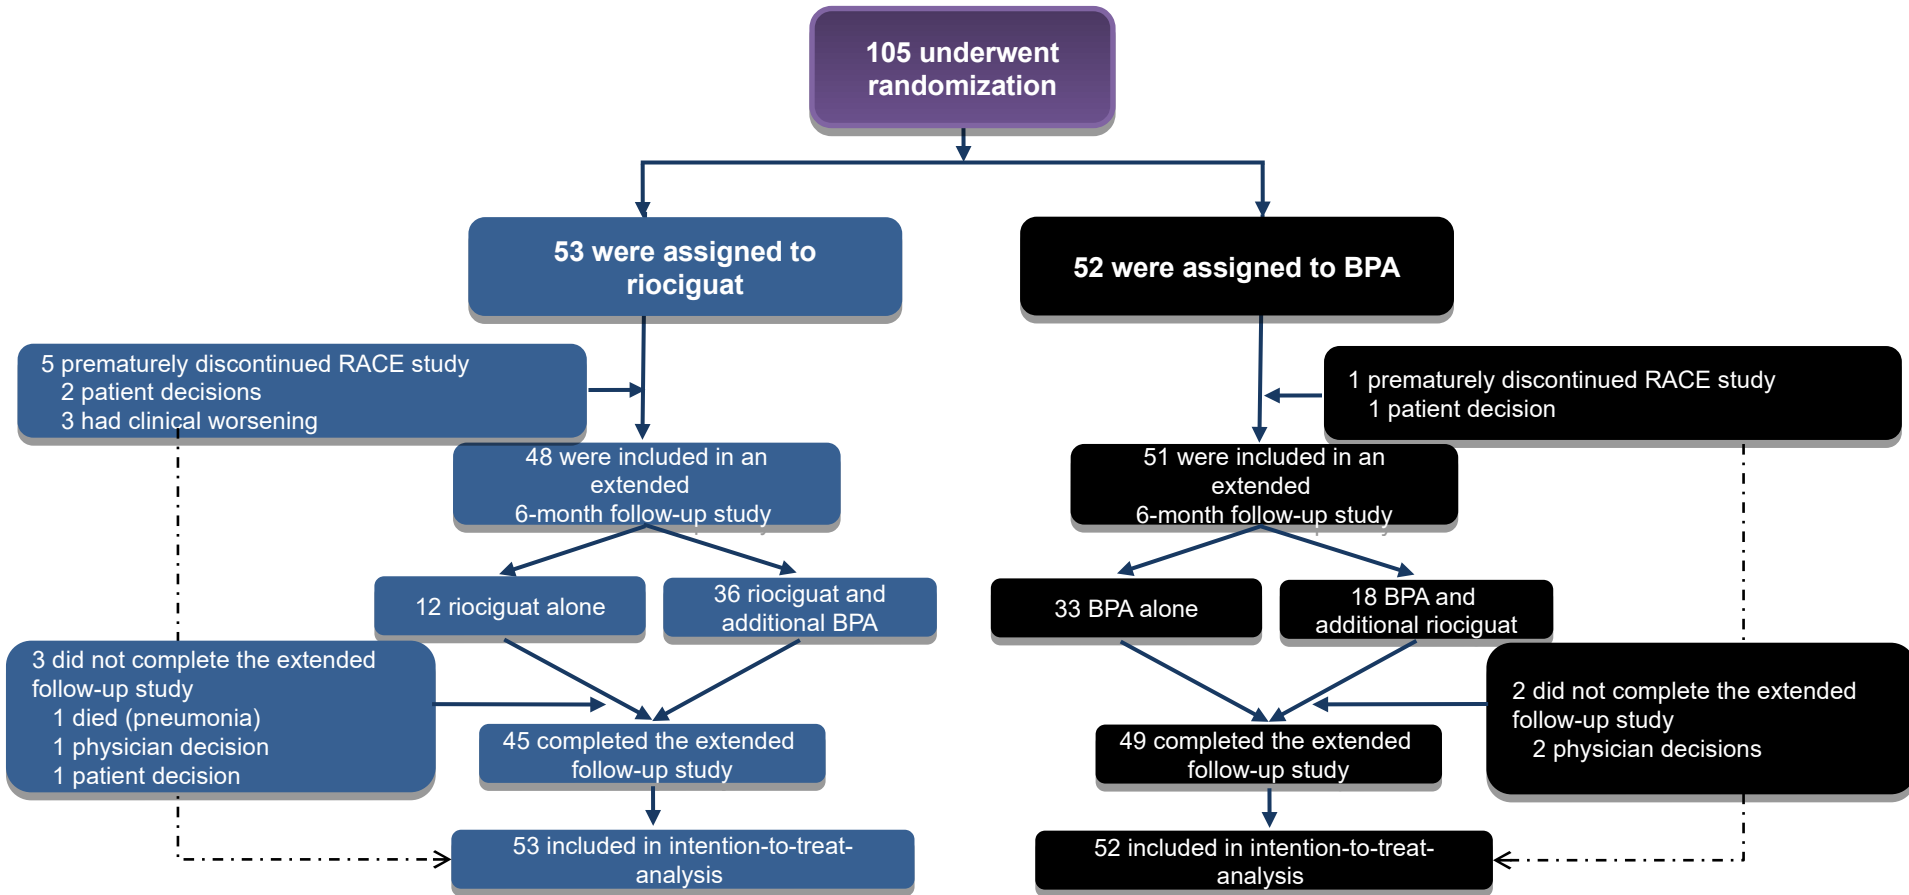 105 underwent
randomization
53 were assigned to
riociguat
52 were assigned to BPA
5 prematurely discontinued RACE study
2 patient decisions
3 had clinical worsening
1 prematurely discontinued RACE study
1 patient decision
48 were included in an
extended
6-month follow-up study
51 were included in an
extended
6-month follow-up study
12 riociguat alone
36 riociguat and
additional BPA
33 BPA alone
18 BPA and
additional riociguat
3 did not complete the extended
follow-up study
1 died (pneumonia)
1 physician decision
1 patient decision
2 did not complete the extended
follow-up study
2 physician decisions
45 completed the extended
follow-up study
49 completed the extended
follow-up study
53 included in intention-to-treat-
analysis
52 included in intention-to-treat-
analysis